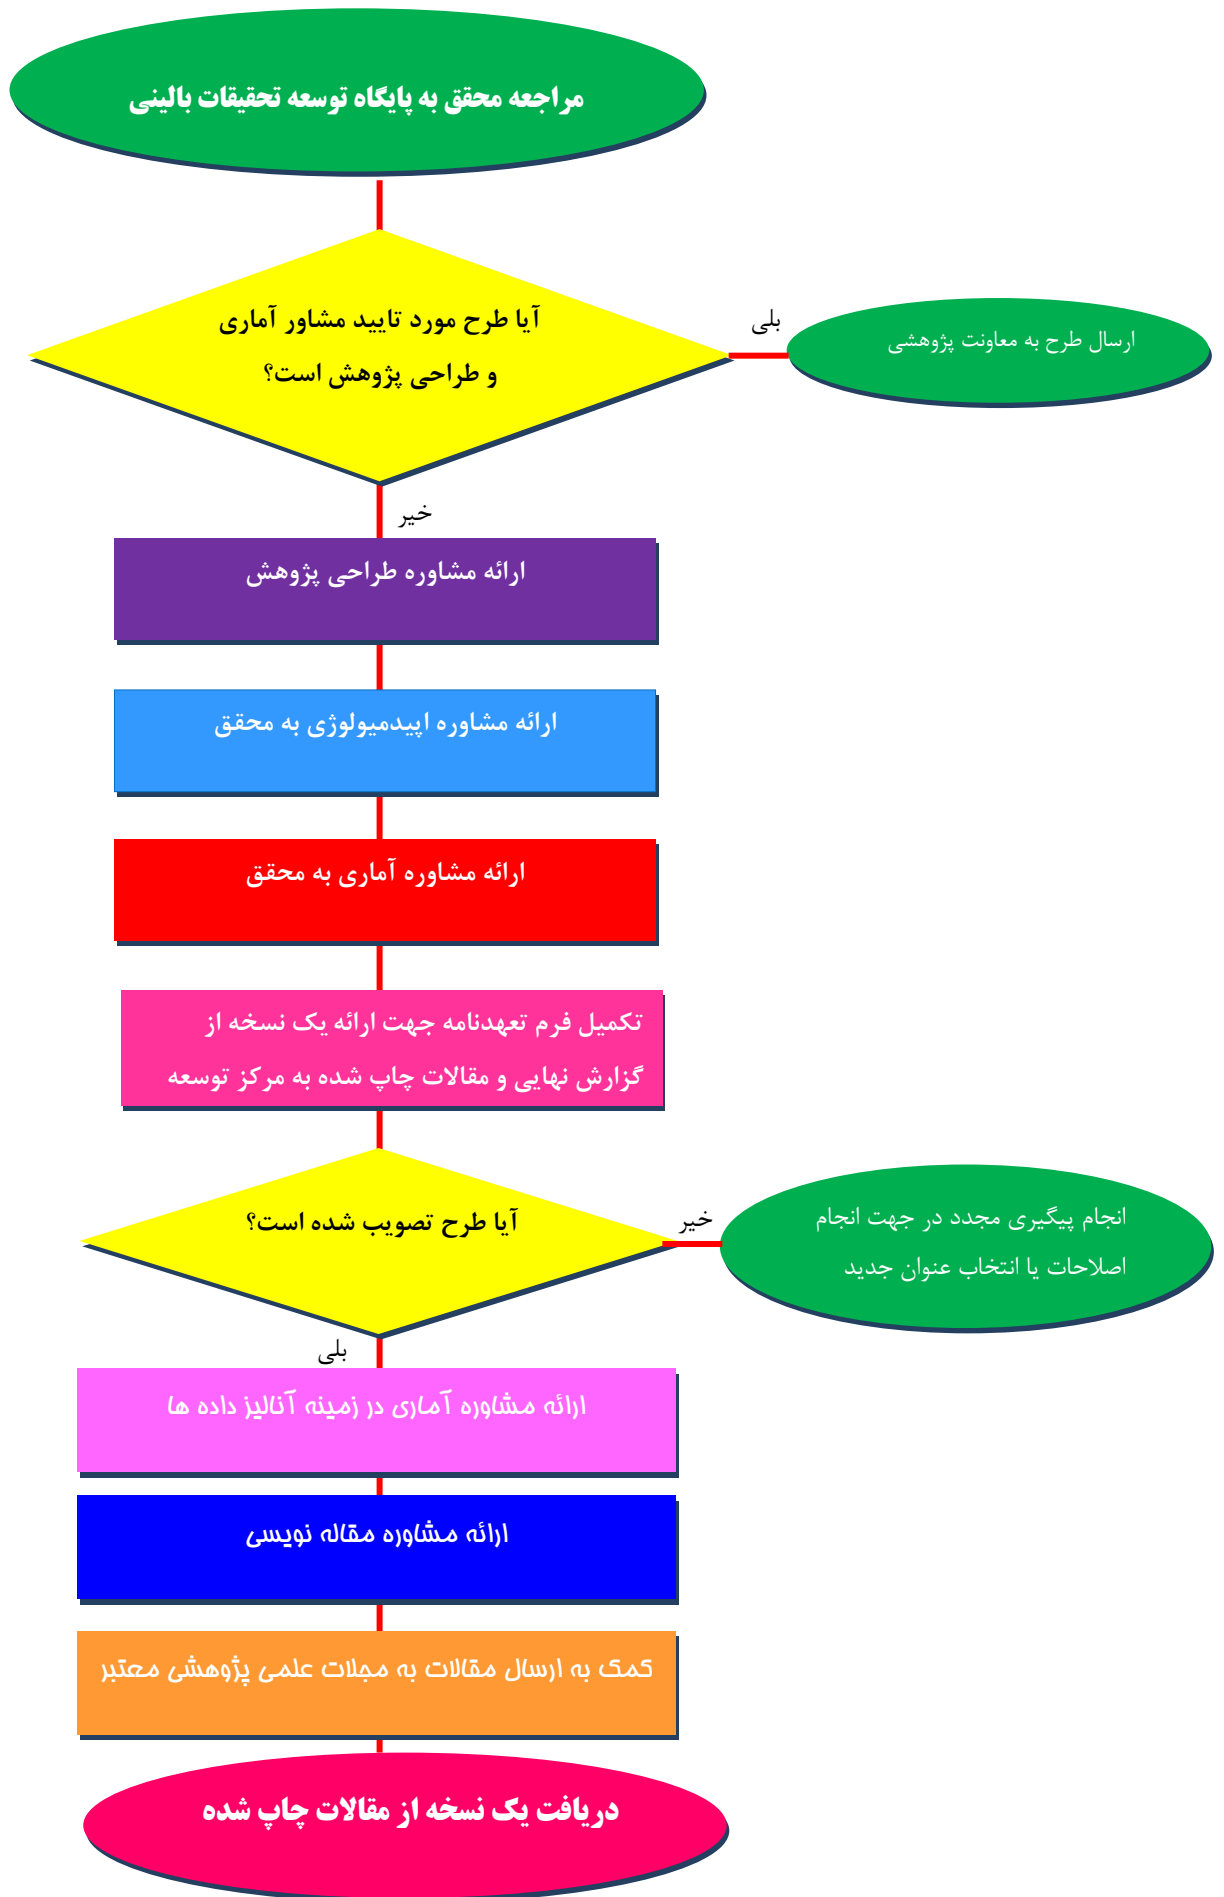 مراجعه محقق به پایگاه توسعه تحقیقات بالینی
آیا طرح مورد تایید مشاور آماری
و طراحی پژوهش است؟
بلی
ارسال طرح به معاونت پژوهشی
خیر
ارائه مشاوره طراحی پژوهش
ارائه مشاوره اپیدمیولوژی به محقق
ارائه مشاوره آماری به محقق
تکمیل فرم تعهدنامه جهت ارائه یک نسخه از
گزارش نهایی و مقالات چاپ شده به مرکز توسعه
آیا طرح تصویب شده است؟
خیر
انجام پیگیری مجدد در جهت انجام
اصلاحات یا انتخاب عنوان جدید
بلی
ارائه مشاوره آماری در زمینه آنالیز داده ها
ارائه مشاوره مقاله نویسی
کمک به ارسال مقالات به مجلات علمی پژوهشی معتبر
دریافت یک نسخه از مقالات چاپ شده